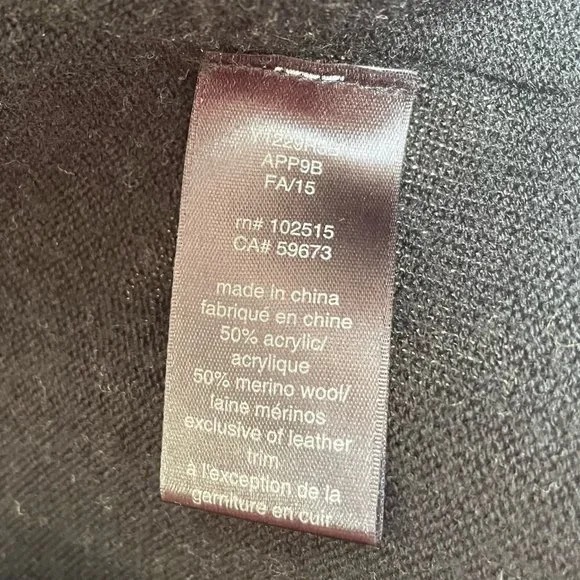 APP9B
FA/15
rn# 102515
CA# 59673
made in china
fabriqué en chine
50% acrylic/
acrylique
50% merino wool/
laine mérinos
exclusive of leather
trim
à l'exception de la
garniture en cuir